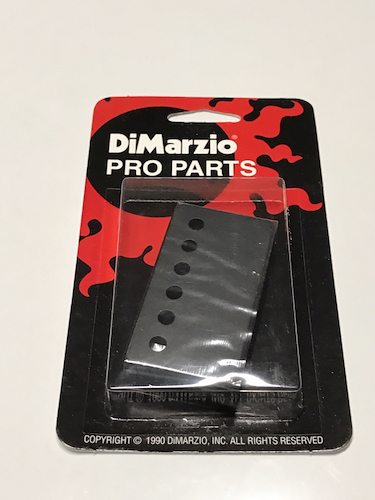 DiMarzio®
PRO PARTS
COPYRIGHT © 1990 DiMARZIO, INC. ALL RIGHTS RESERVED